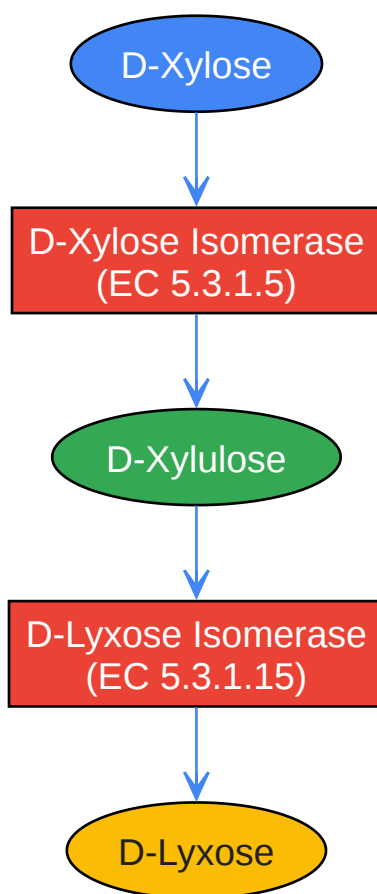 D-Xylose
D-Xylose Isomerase
(EC 5.3.1.5)
D-Xylulose
D-Lyxose Isomerase
(EC 5.3.1.15)
D-Lyxose